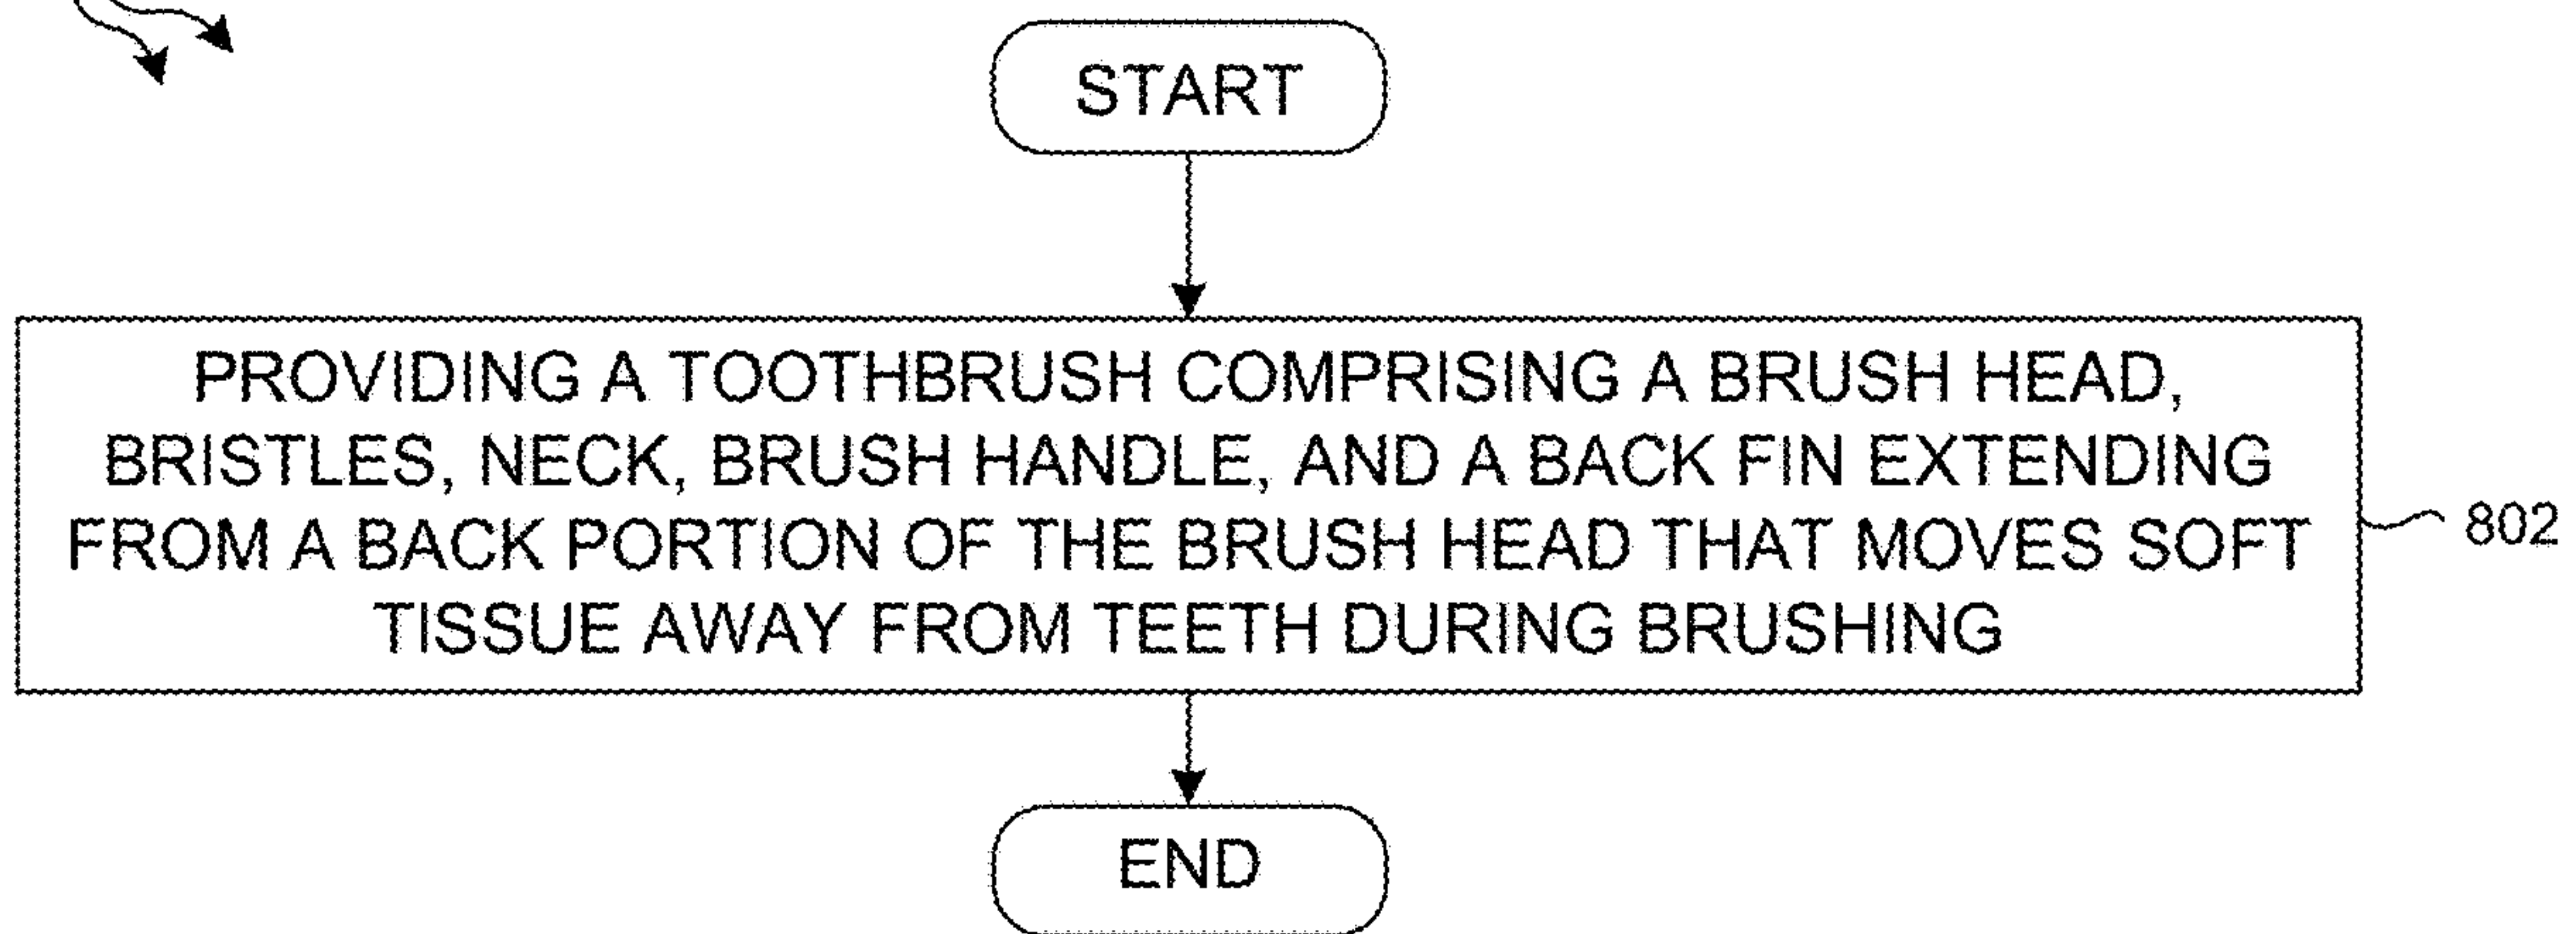 START
PROVIDING A TOOTHBRUSH COMPRISING A BRUSH HEAD,
BRISTLES, NECK, BRUSH HANDLE, AND A BACK FIN EXTENDING
FROM A BACK PORTION OF THE BRUSH HEAD THAT MOVES SOFT
TISSUE AWAY FROM TEETH DURING BRUSHING
802
END